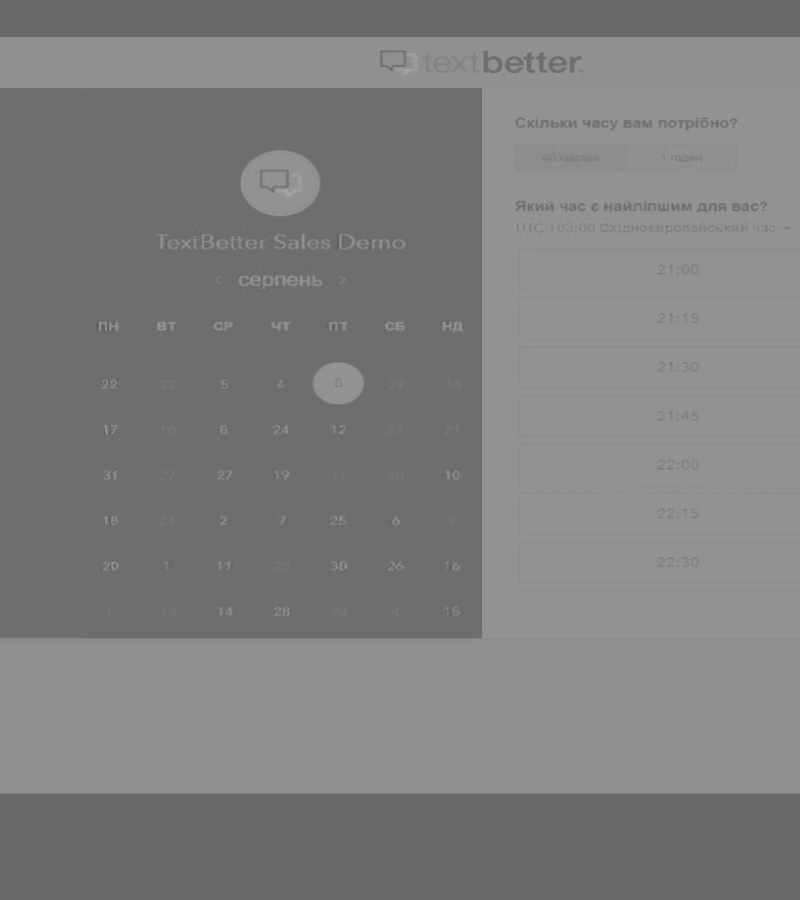 textbetter.
TextBetter Sales Demo
‹ серпень ›
ПН ВТ СР ЧТ ПТ СБ НД
22 22 5 4 6 29 13
17 10 8 24 12 23 21
31 27 27 19 11 20 10
18 23 2 7 25 6 9
20 1 11 28 30 26 16
1 13 14 28 20 4 15
Скільки часу вам потрібно?
40 хвилин 1 годин
Який час є найліпшим для вас?
UTC +03:00 Східноєвропейський час
21:00
21:15
21:30
21:45
22:00
22:15
22:30